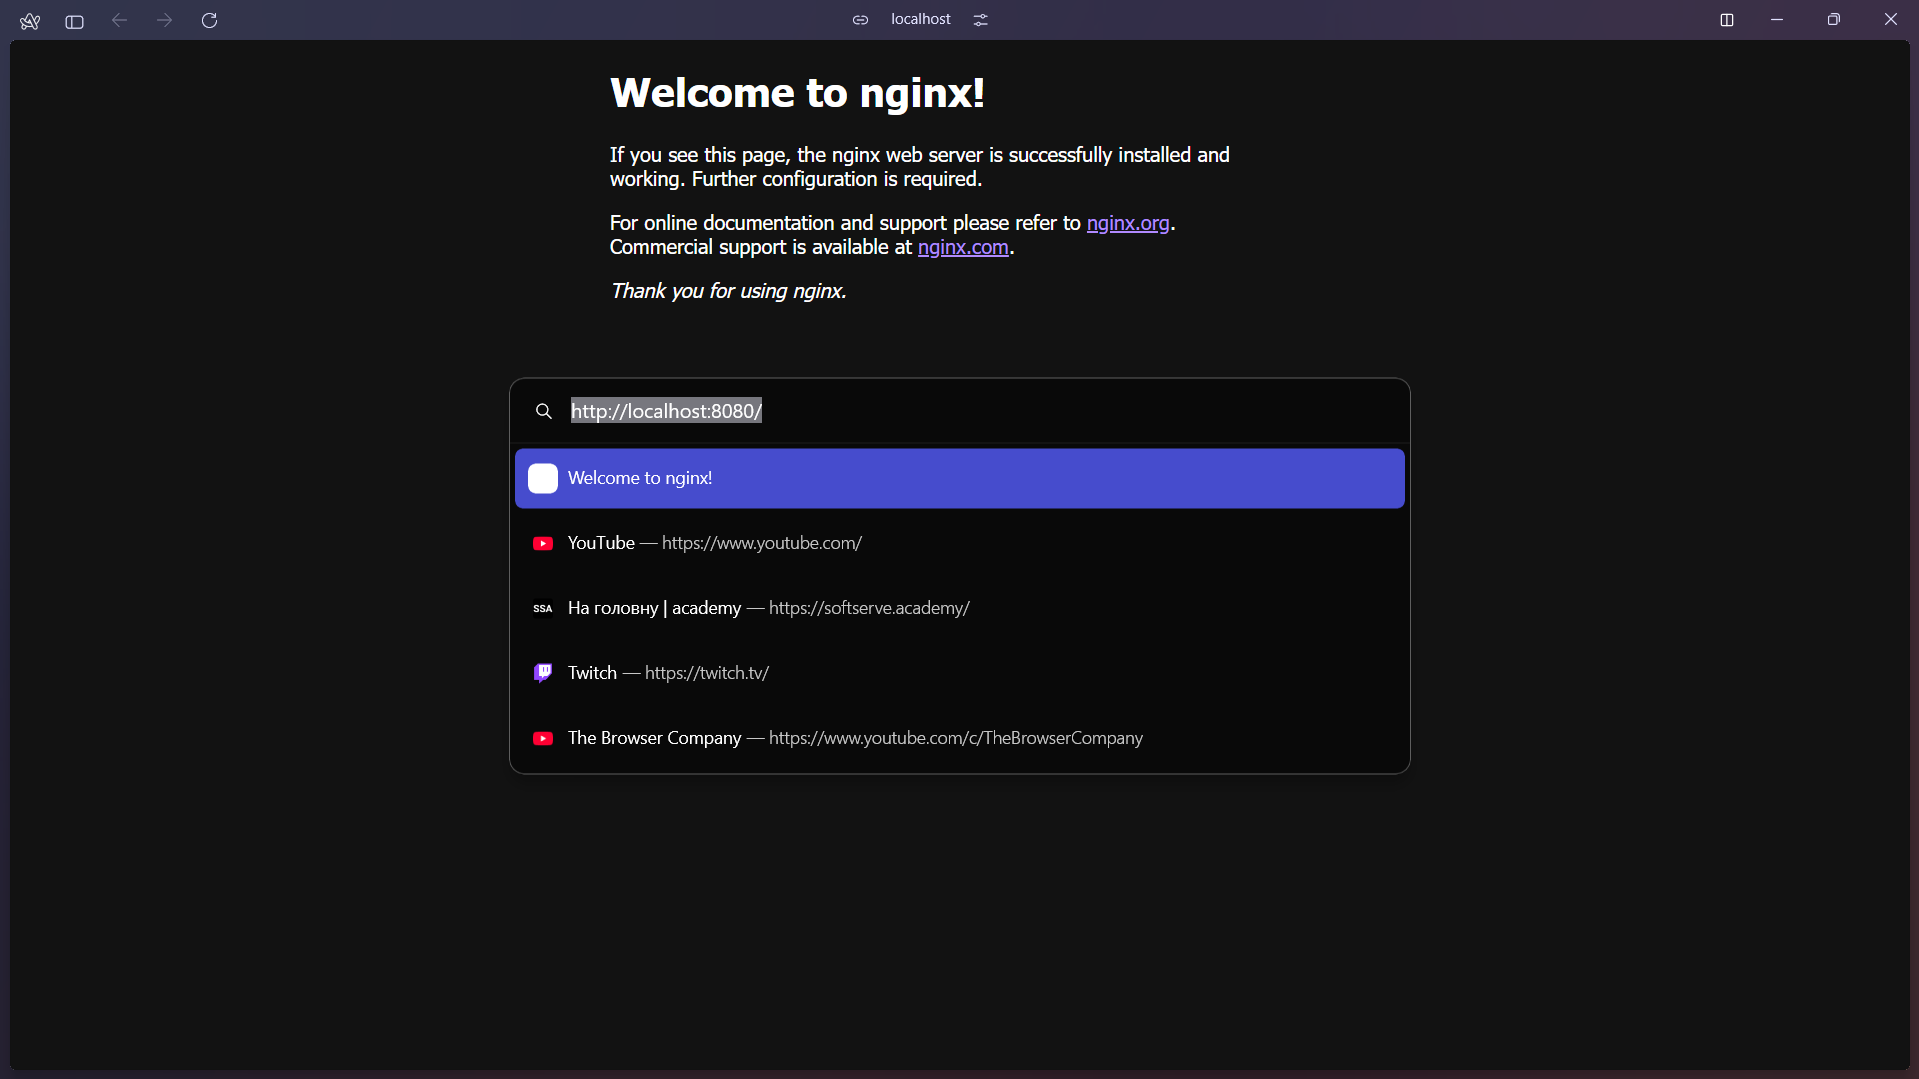 localhost
Welcome to nginx!
If you see this page, the nginx web server is successfully installed and
working. Further configuration is required.
For online documentation and support please refer to nginx.org.
Commercial support is available at nginx.com.
Thank you for using nginx.
http://localhost:8080/
Welcome to nginx!
YouTube — https://www.youtube.com/
SSA На головну | academy — https://softserve.academy/
Twitch — https://twitch.tv/
The Browser Company — https://www.youtube.com/c/TheBrowserCompany